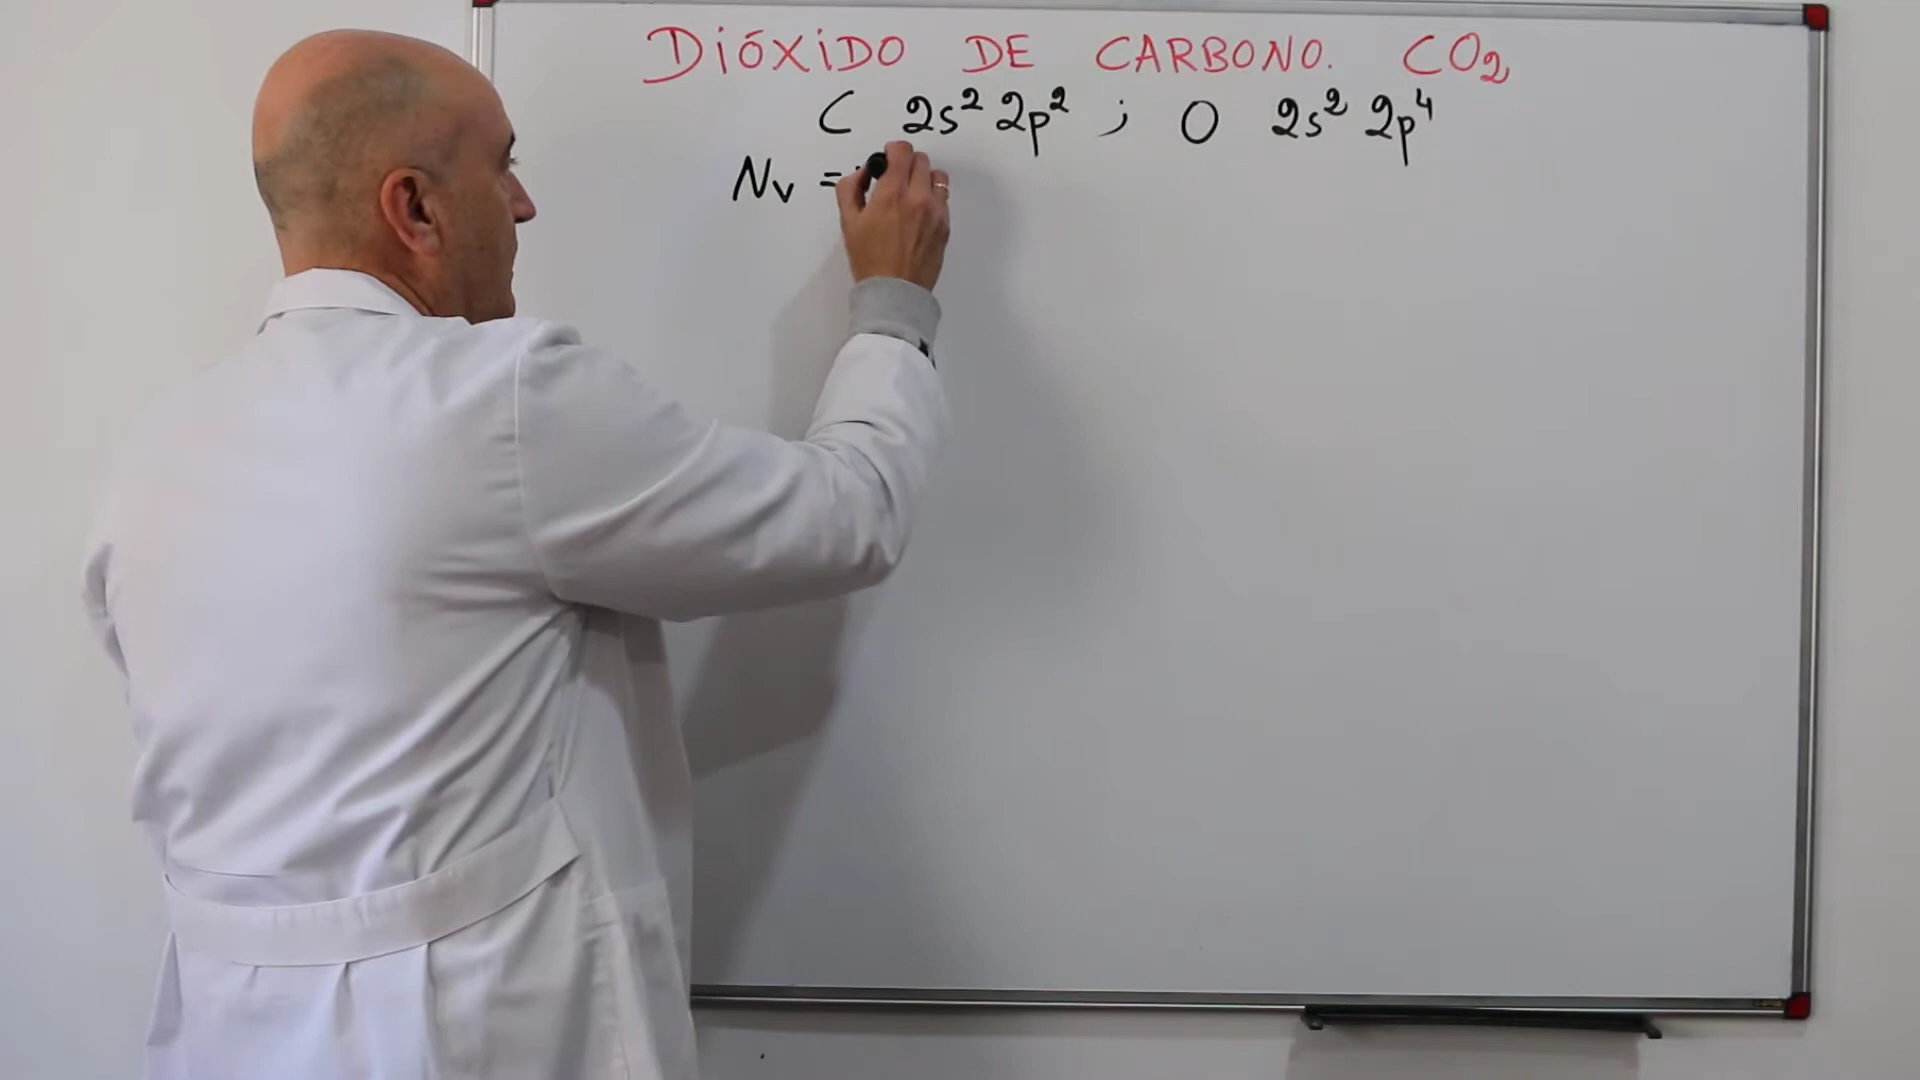 DiÓXiDO DE CARBONO. CO₂
C 2s² 2p² ; O 2s² 2p⁴
Nv =